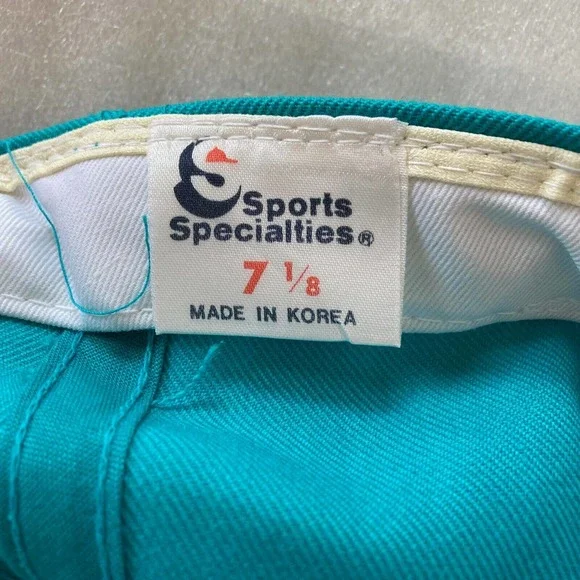 Sports
Specialties®
7 1/8
MADE IN KOREA